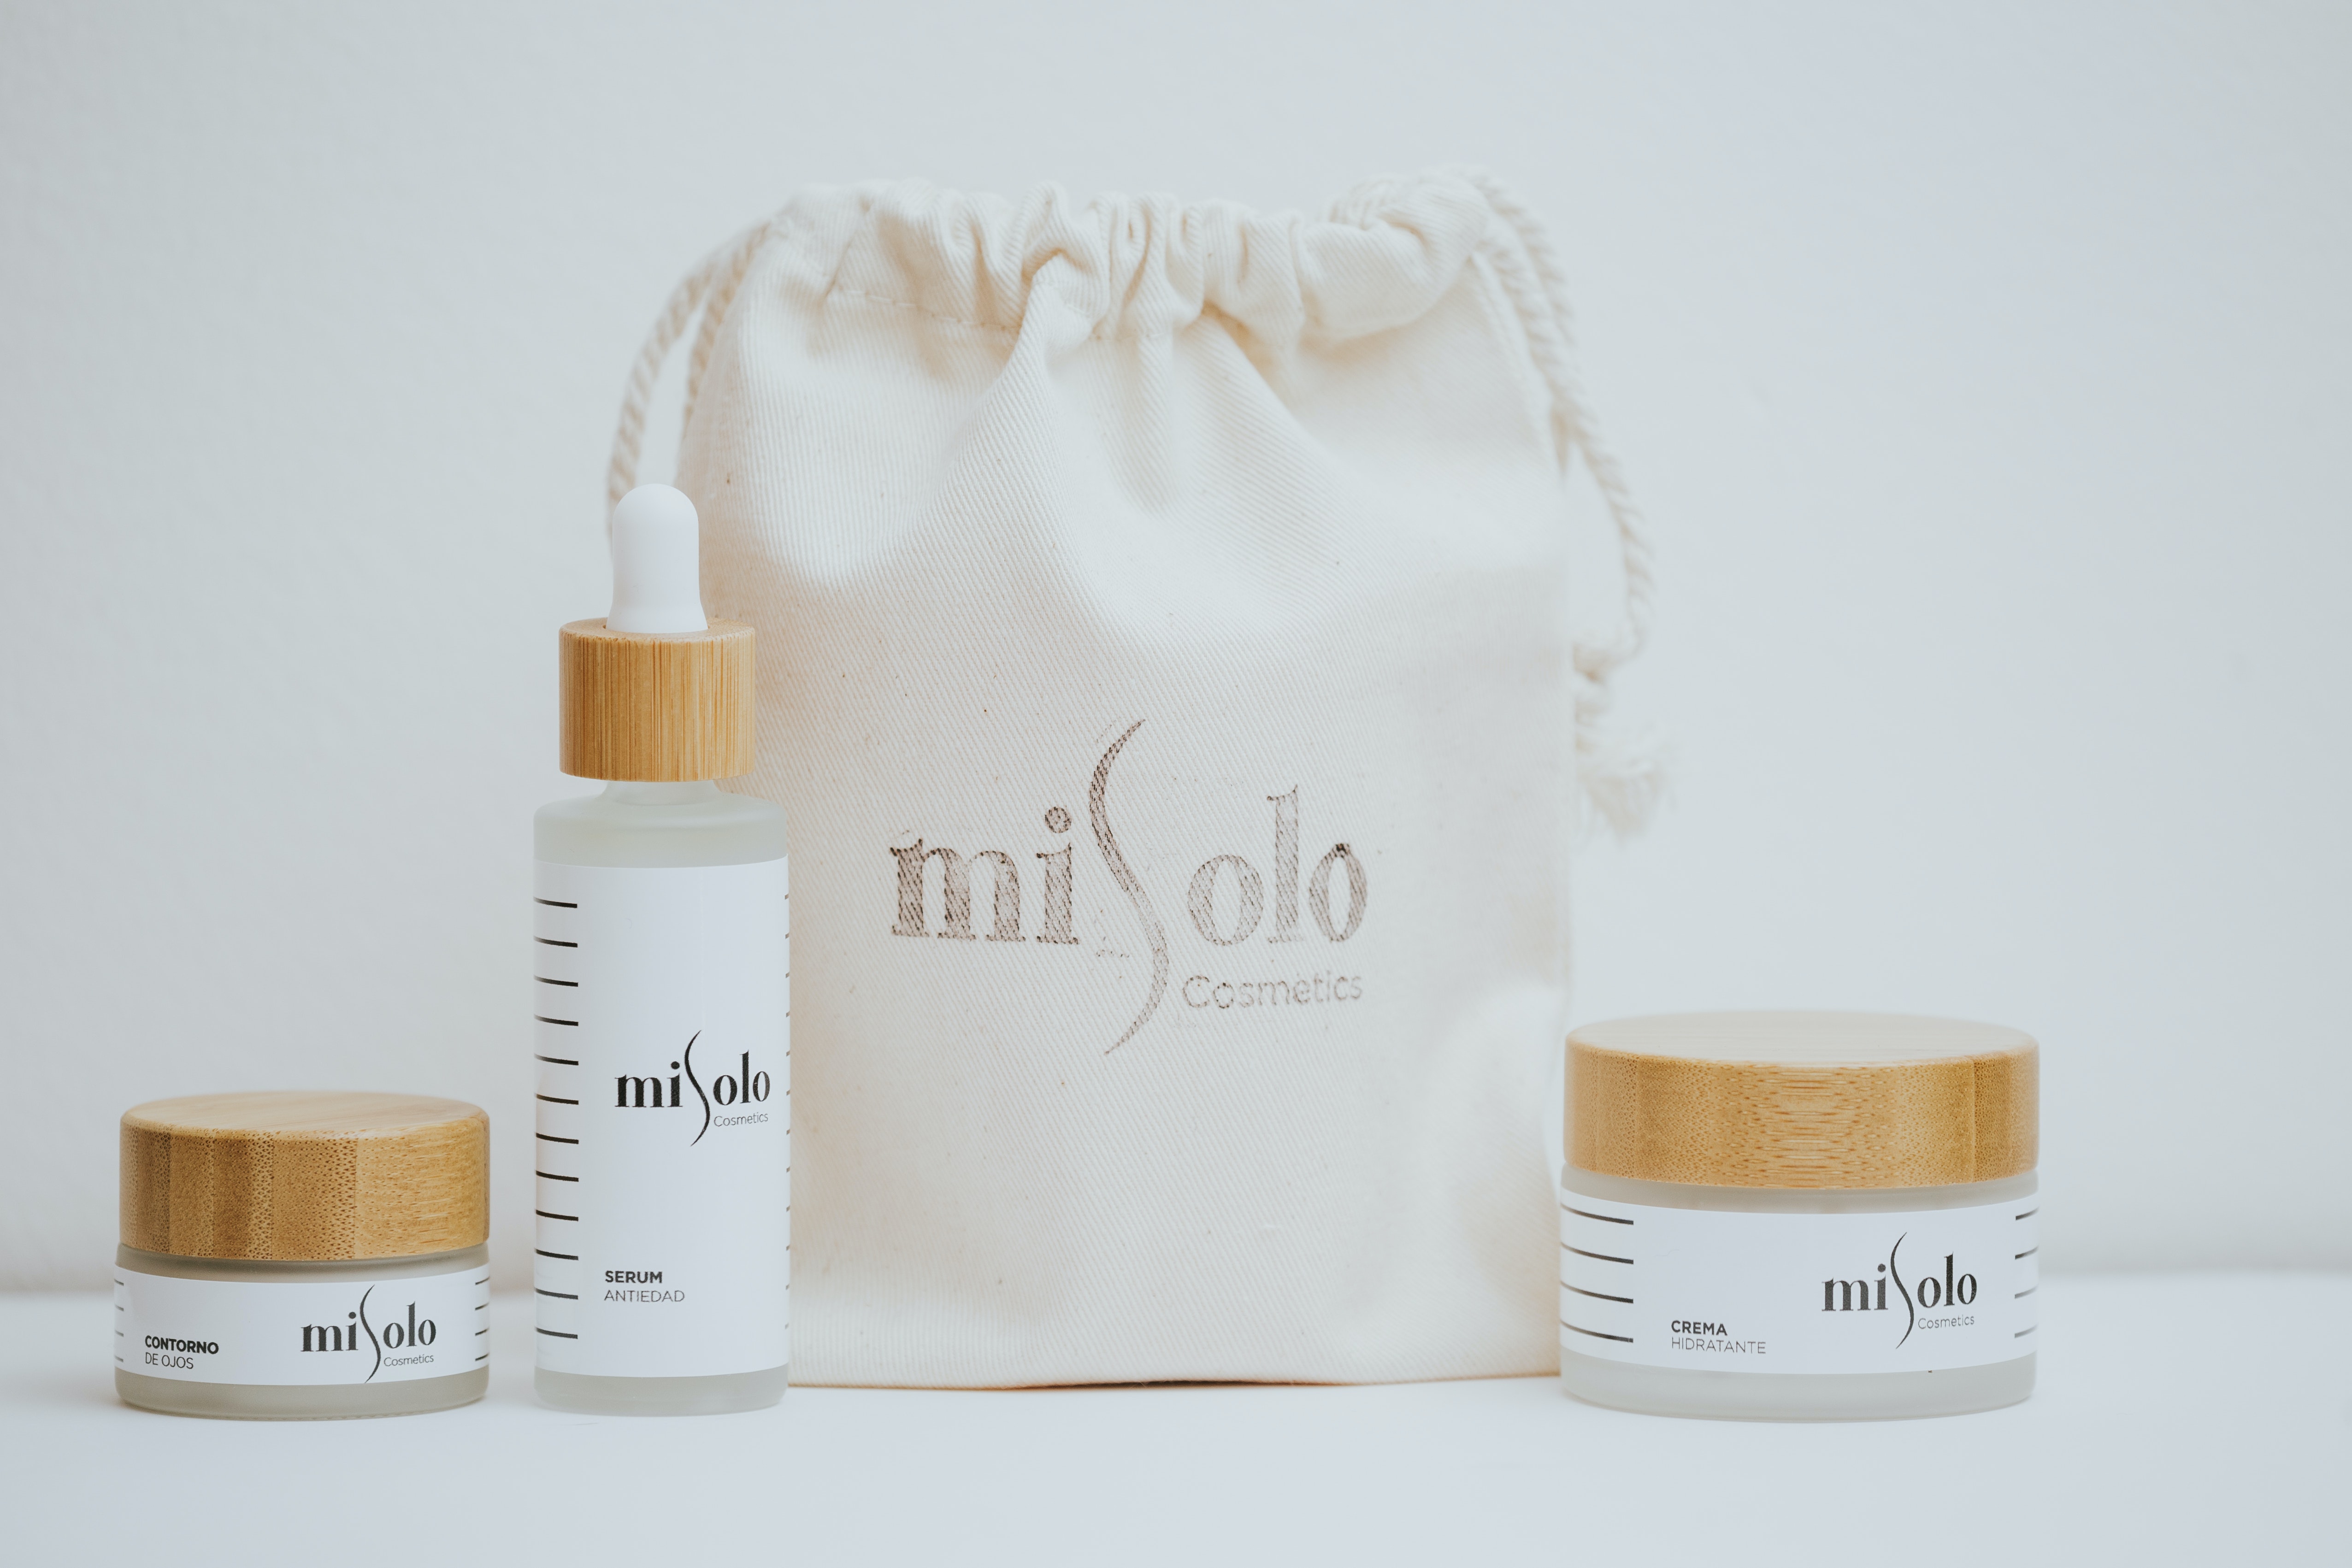 miSolo
Cosmetics
CONTORNO
DE OJOS
miSolo
Cosmetics
miSolo
Cosmetics
SERUM
ANTIEDAD
CREMA
HIDRATANTE
miSolo
Cosmetics